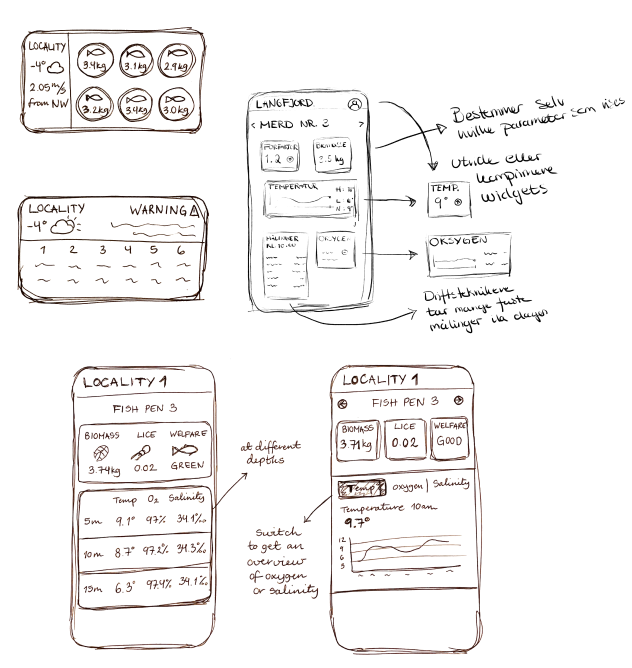 LOCALITY
-4°
2.05 m/s
from NW
3.4kg 3.1kg 2.9kg
3.2kg 3.4kg 3.0kg
LOCALITY WARNING
-4°
1 2 3 4 5 6
LANGFJORD
< MERD NR. 3 >
1.2
2.5 kg
TEMPERATUR
MÅLINGER
KL. 10.00
OKSYGEN
Bestemmer selv
hvilke parameter som vises
Utvide eller
komprimere
widgets
TEMP.
9°
OKSYGEN
Driftsteknikere
tar mange faste
målinger ila dagen
LOCALITY 1
FISH PEN 3
BIOMASS LICE WELFARE
3.74kg 0.02 GREEN
Temp O₂ Salinity
5m 9.1° 97% 34.1‰
10m 8.7° 97.2% 34.3‰
15m 6.3° 97.4% 34.1‰
at different
depths
Switch
to get an
overview
of oxygen
or salinity
LOCALITY 1
FISH PEN 3
BIOMASS LICE WELFARE
3.71kg 0.02 GOOD
Temp oxygen | Salinity
Temperature 10am
9.7°
12
9
6
3